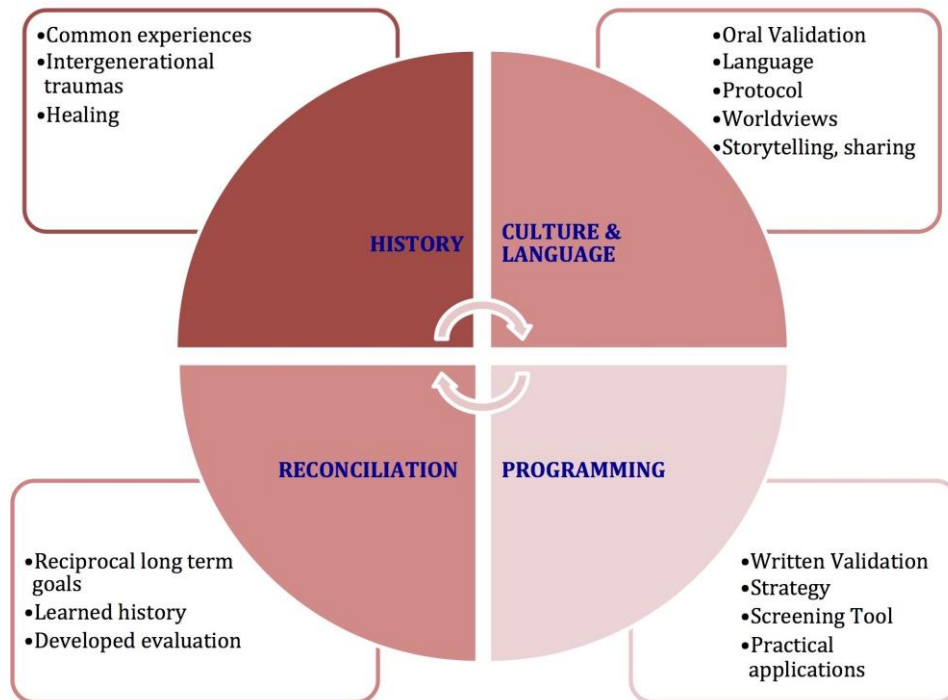 •Common experiences
•Intergenerational
traumas
•Healing
•Oral Validation
•Language
•Protocol
•Worldviews
•Storytelling, sharing
HISTORY
CULTURE &
LANGUAGE
RECONCILIATION
PROGRAMMING
•Reciprocal long term
goals
•Learned history
•Developed evaluation
•Written Validation
•Strategy
•Screening Tool
•Practical
applications